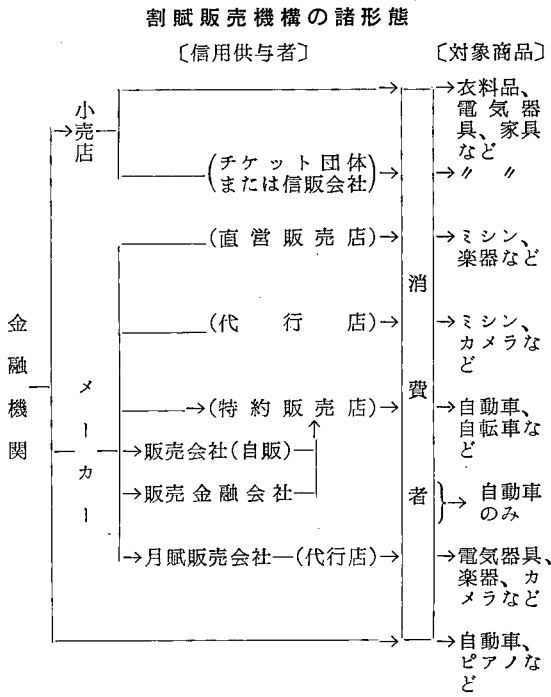 割賦販売機構の諸形態
〔信用供与者〕
〔対象商品〕
金融機関
小売店
メーカー
(チケット団体
または信販会社)
(直営販売店)
(代行店)
(特約販売店)
販売会社(自販)
販売金融会社
月賦販売会社―(代行店)
消費者
衣料品、
電気器
具、家具
など
〃 〃
ミシン、
楽器など
ミシン、
カメラな
ど
自動車、
自転車な
ど
自動車
のみ
電気器具、
楽器、カ
メラなど
自動車、
ピアノな
ど